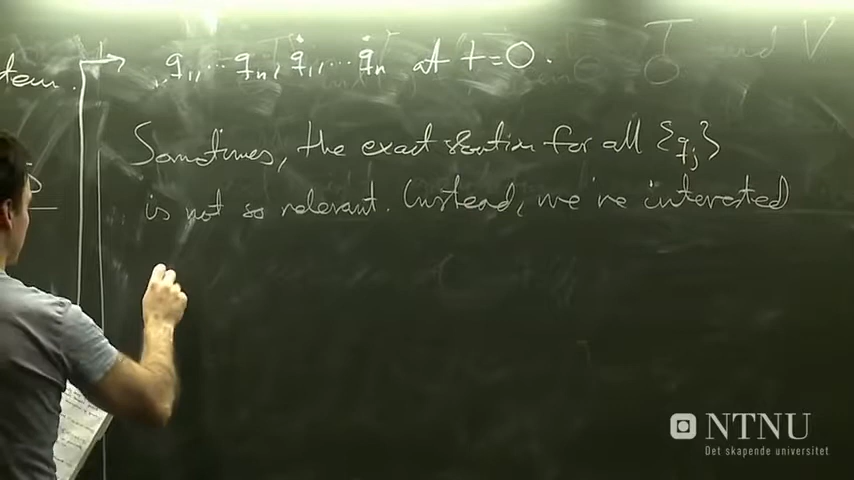 tem. → q₁, ... qₙ, q̇₁, ... q̇ₙ at t=0.
Sometimes, the exact solution for all {qⱼ}
is not so relevant. Instead, we're interested
NTNU
Det skapende universitet